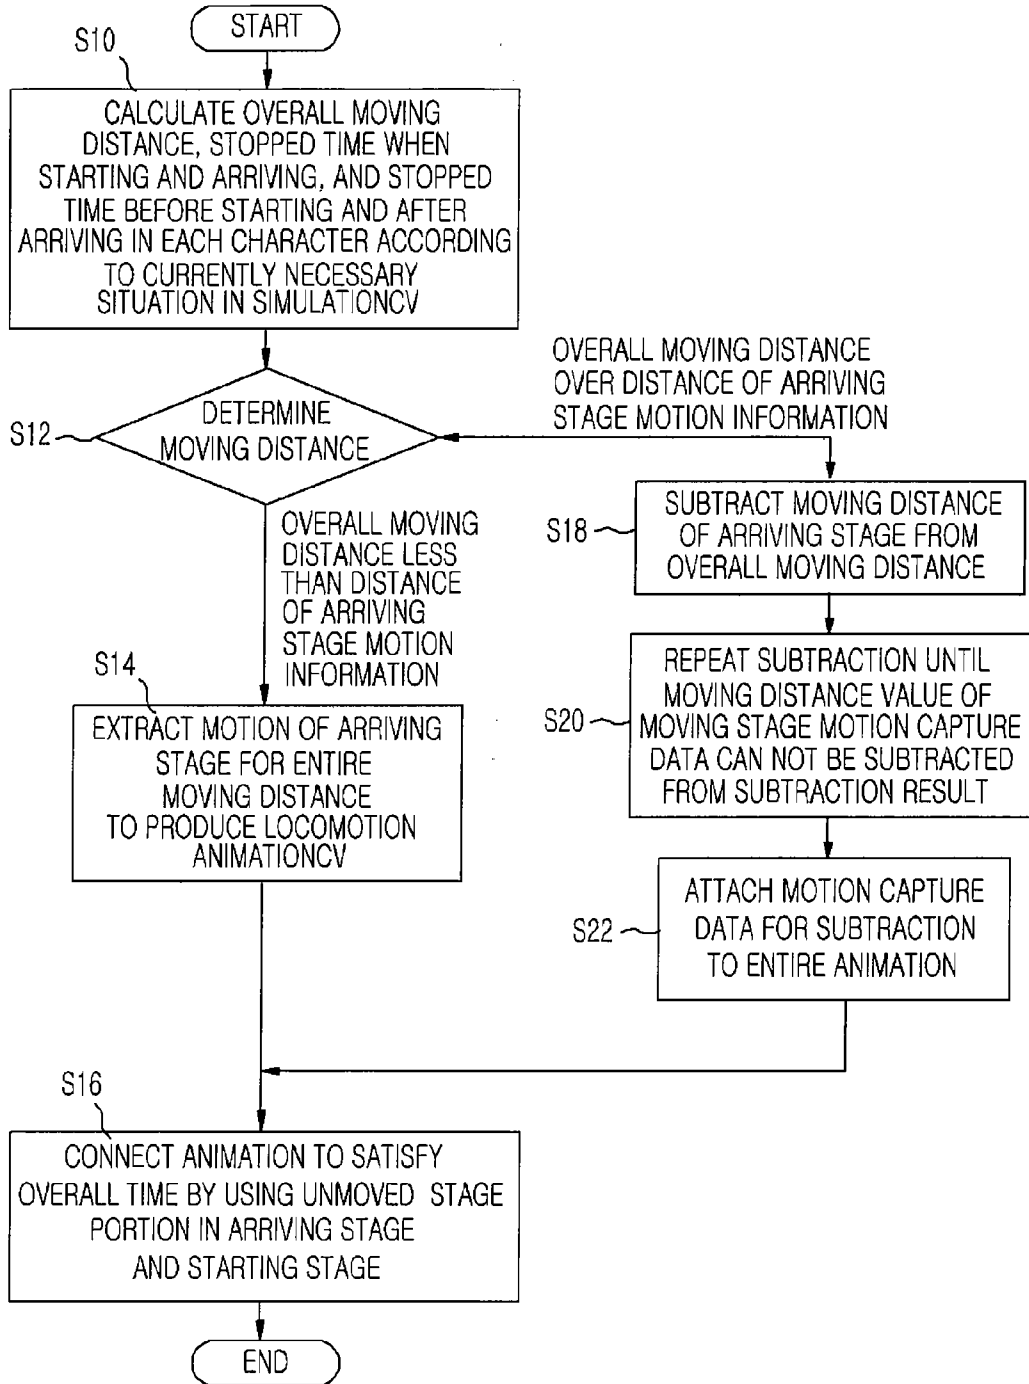 START
S10
CALCULATE OVERALL MOVING
DISTANCE, STOPPED TIME WHEN
STARTING AND ARRIVING, AND STOPPED
TIME BEFORE STARTING AND AFTER
ARRIVING IN EACH CHARACTER ACCORDING
TO CURRENTLY NECESSARY
SITUATION IN SIMULATIONCV
OVERALL MOVING DISTANCE
OVER DISTANCE OF ARRIVING
STAGE MOTION INFORMATION
S12
DETERMINE
MOVING DISTANCE
OVERALL MOVING
DISTANCE LESS
THAN DISTANCE
OF ARRIVING
STAGE MOTION
INFORMATION
S18
SUBTRACT MOVING DISTANCE
OF ARRIVING STAGE FROM
OVERALL MOVING DISTANCE
S20
REPEAT SUBTRACTION UNTIL
MOVING DISTANCE VALUE OF
MOVING STAGE MOTION CAPTURE
DATA CAN NOT BE SUBTRACTED
FROM SUBTRACTION RESULT
S14
EXTRACT MOTION OF ARRIVING
STAGE FOR ENTIRE
MOVING DISTANCE
TO PRODUCE LOCOMOTION
ANIMATIONCV
S22
ATTACH MOTION CAPTURE
DATA FOR SUBTRACTION
TO ENTIRE ANIMATION
S16
CONNECT ANIMATION TO SATISFY
OVERALL TIME BY USING UNMOVED STAGE
PORTION IN ARRIVING STAGE
AND STARTING STAGE
END